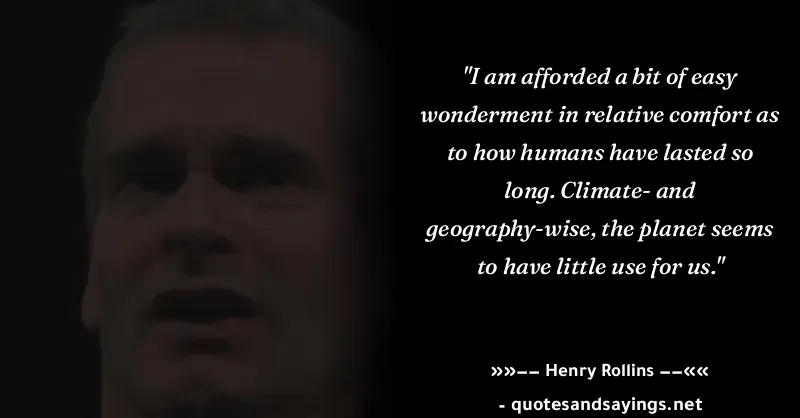 "I am afforded a bit of easy
wonderment in relative comfort as
to how humans have lasted so
long. Climate- and
geography-wise, the planet seems
to have little use for us."
»»–– Henry Rollins ––««
- quotesandsayings.net